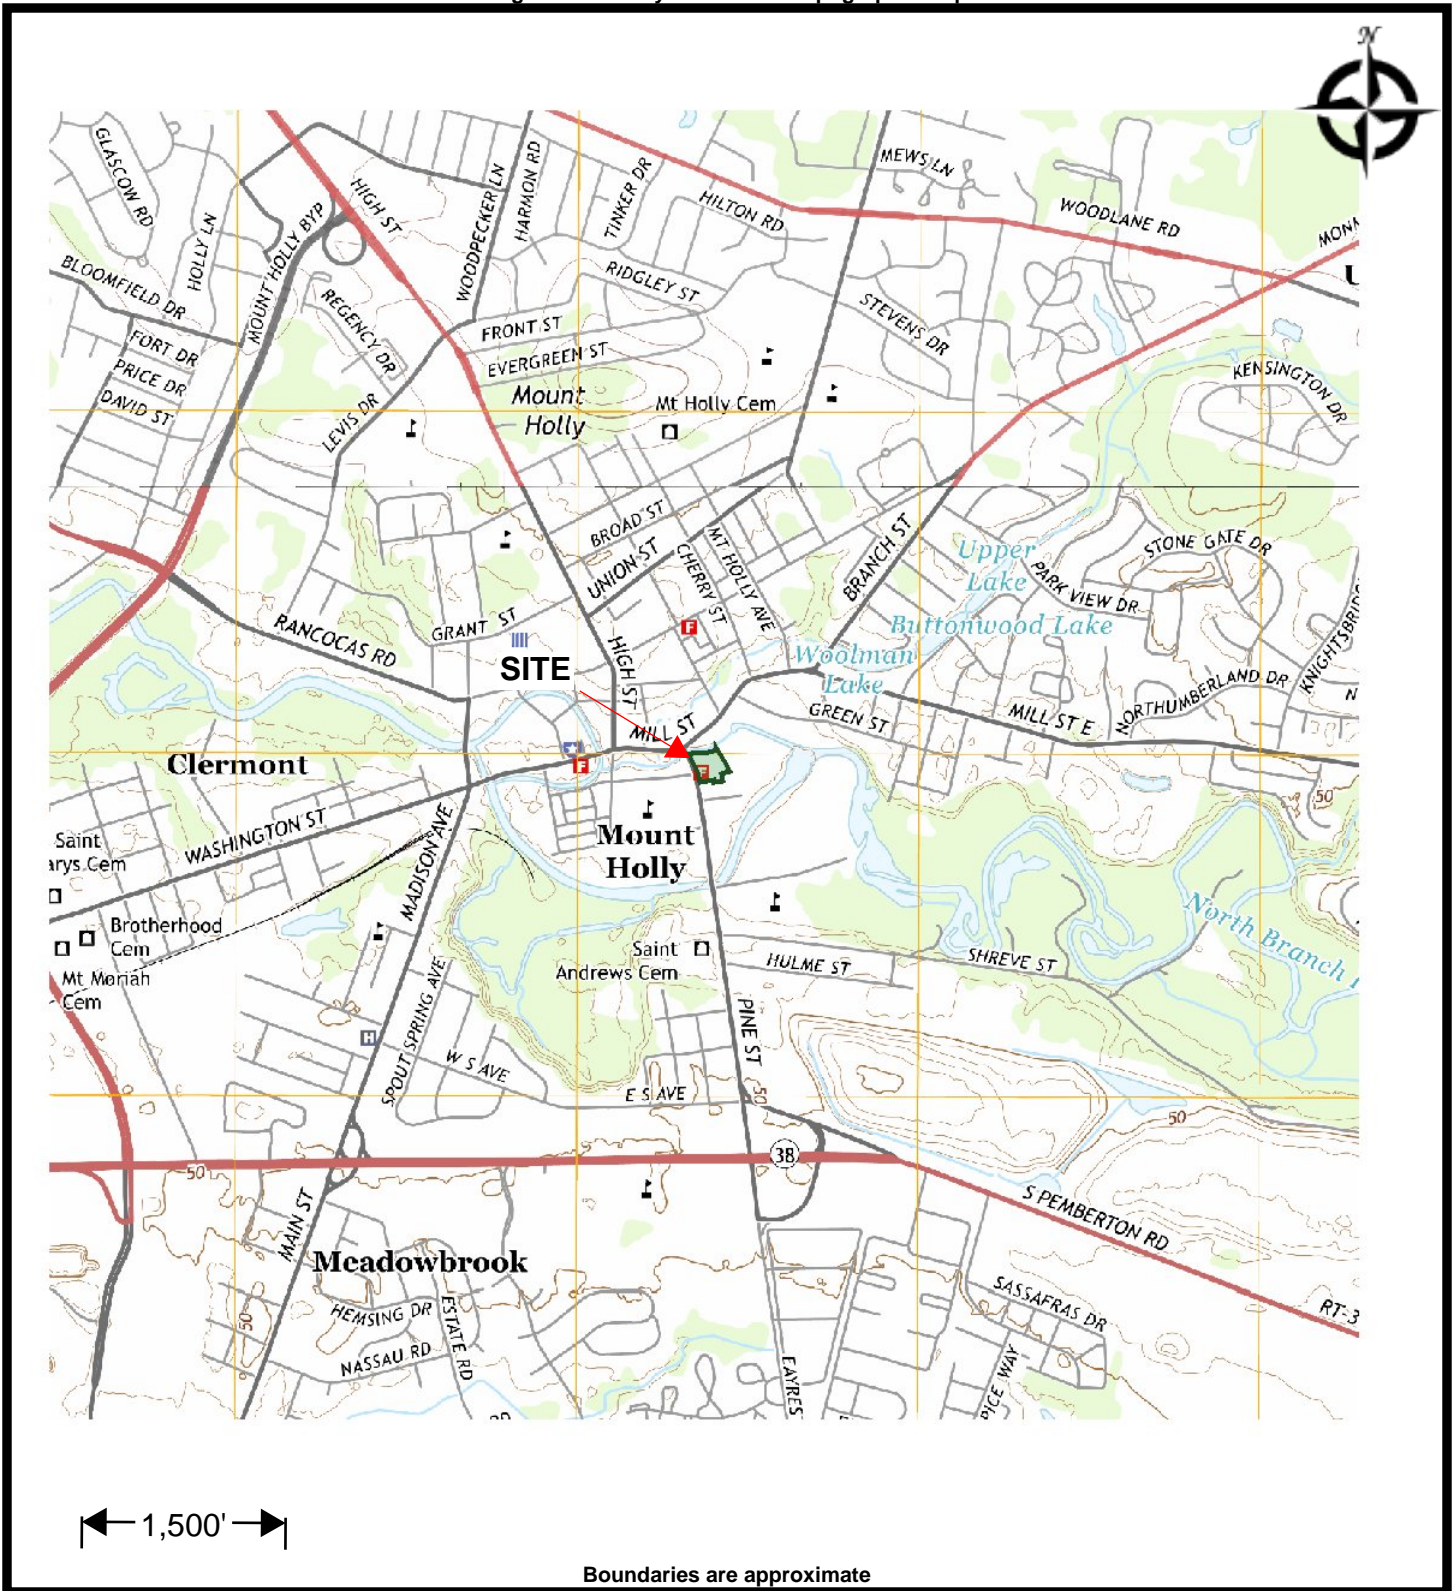 N
GLASCOW RD
HOLLY LN
MOUNT HOLLY BYP
HIGH ST
WOODPECKER LN
HARMON RD
TINKER DR
HILTON RD
MEWS LN
WOODLANE RD
BLOOMFIELD DR
REGENCY DR
RIDGLEY ST
STEVENS DR
FORT DR
PRICE DR
DAVID ST
FRONT ST
EVERGREEN ST
KENSINGTON DR
LEVIS DR
Mount
Holly
Mt Holly Cem
BROAD ST
UNION ST
CHERRY ST
MT HOLLY AVE
BRANCH ST
Upper
Lake
STONE GATE DR
PARK VIEW DR
Buttonwood Lake
RANCOCAS RD
GRANT ST
F
SITE
HIGH ST
Woolman
Lake
NORTHUMBERLAND DR
GREEN ST
MILL ST E
MILL ST
F
F
Clermont
50
WASHINGTON ST
MADISON AVE
Mount
Holly
Saint
arys Cem
Brotherhood
Cem
Mt Moriah
Cem
Saint
Andrews Cem
HULME ST
SHREVE ST
North Branch
H
SPOUT SPRING AVE
W S AVE
PINE ST
E S AVE
50
50
38
50
MAIN ST
S PEMBERTON RD
Meadowbrook
HEMSING DR
ESTATE RD
NASSAU RD
50
SASSAFRAS DR
RT-3
EAYRES
PICE WAY
1,500'
Boundaries are approximate